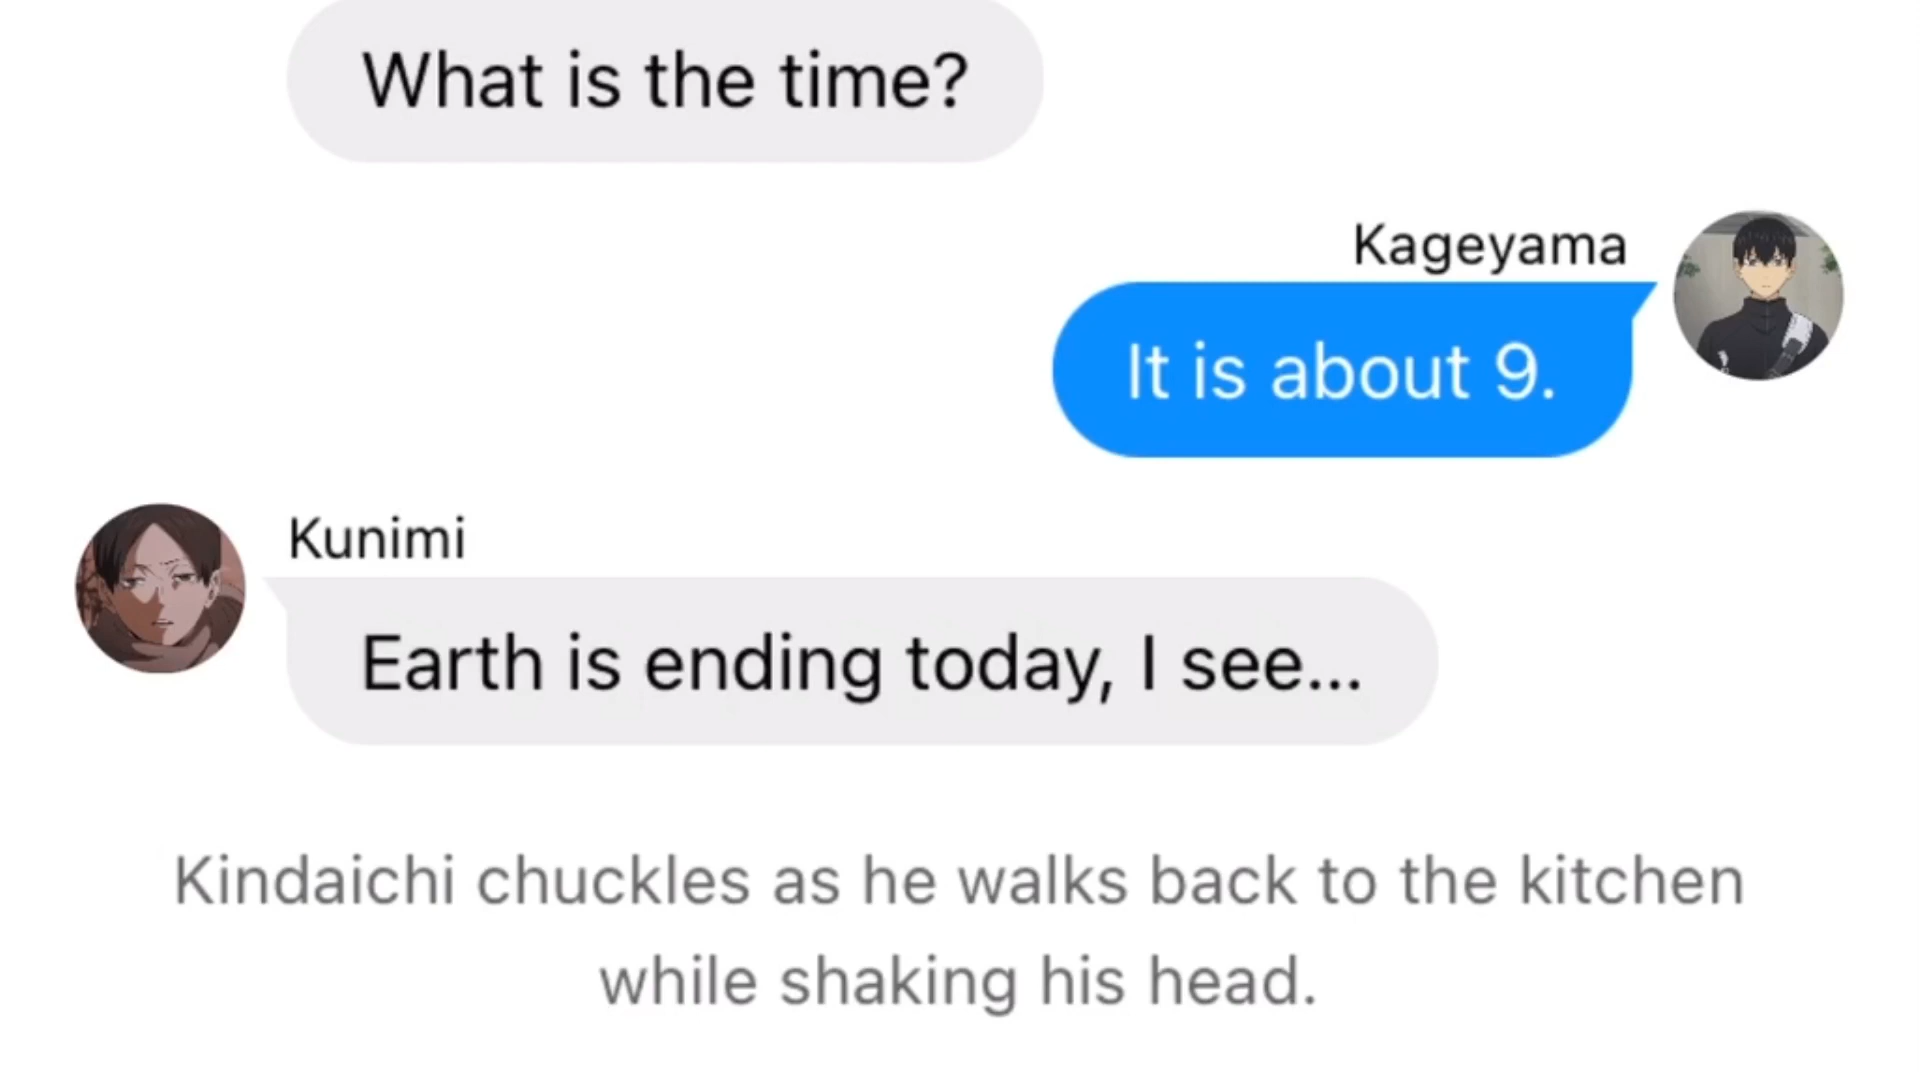 What is the time?
Kageyama
It is about 9.
Kunimi
Earth is ending today, I see...
Kindaichi chuckles as he walks back to the kitchen
while shaking his head.